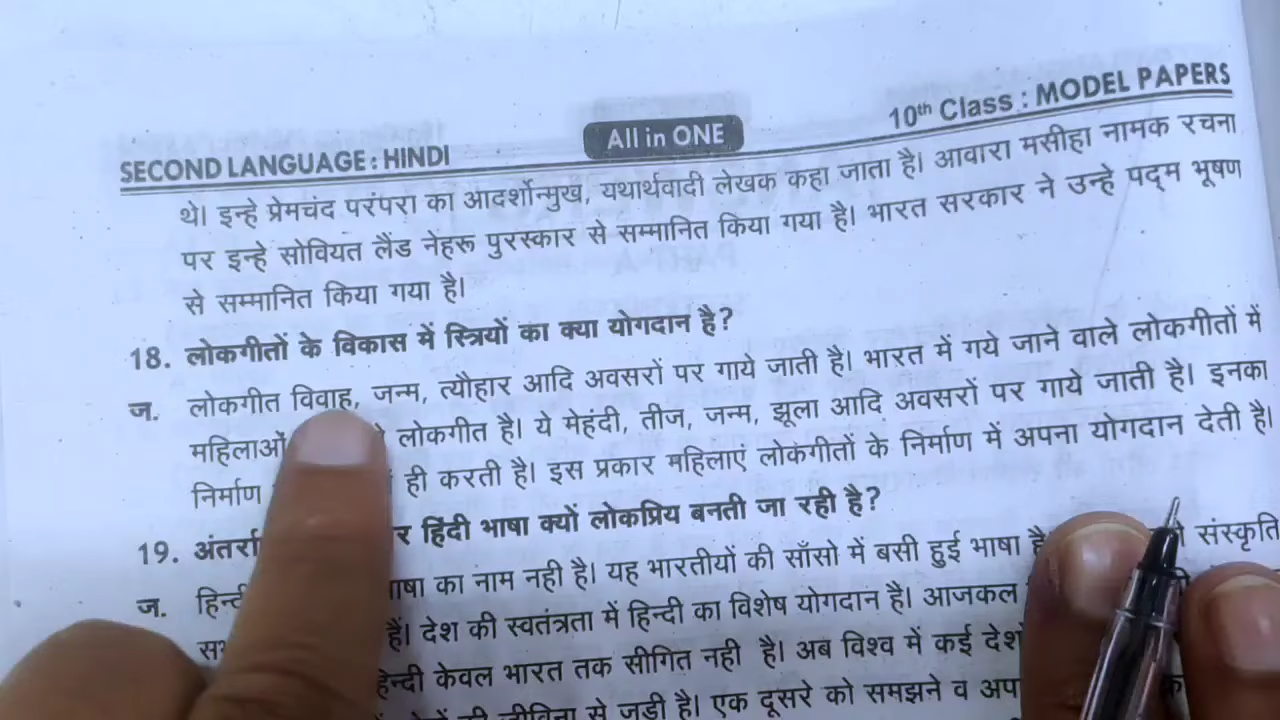 SECOND LANGUAGE : HINDI All in ONE 10th Class : MODEL PAPERS
थे। इन्हे प्रेमचंद परंपरा का आदर्शोन्मुख, यथार्थवादी लेखक कहा जाता है। आवारा मसीहा नामक रचना
पर इन्हे सोवियत लैंड नेहरू पुरस्कार से सम्मानित किया गया है। भारत सरकार ने उन्हे पद्म भूषण
से सम्मानित किया गया है।
18. लोकगीतों के विकास में स्त्रियों का क्या योगदान है?
ज. लोकगीत विवाह, जन्म, त्यौहार आदि अवसरों पर गाये जाती है। भारत में गये जाने वाले लोकगीतों में
महिलाओं लोकगीत है। ये मेहंदी, तीज, जन्म, झूला आदि अवसरों पर गाये जाती है। इनका
निर्माण ही करती है। इस प्रकार महिलाएं लोकगीतों के निर्माण में अपना योगदान देती है।
19. हिंदी भाषा क्यों लोकप्रिय बनती जा रही है?
ज. का नाम नही है। यह भारतीयों की साँसो में बसी हुई भाषा संस्कृति
हैं। देश की स्वतंत्रता में हिन्दी का विशेष योगदान है। आजकल
केवल भारत तक सीगित नही है। अब विश्व में कई
से जुडी है। एक दूसरे को समझने व